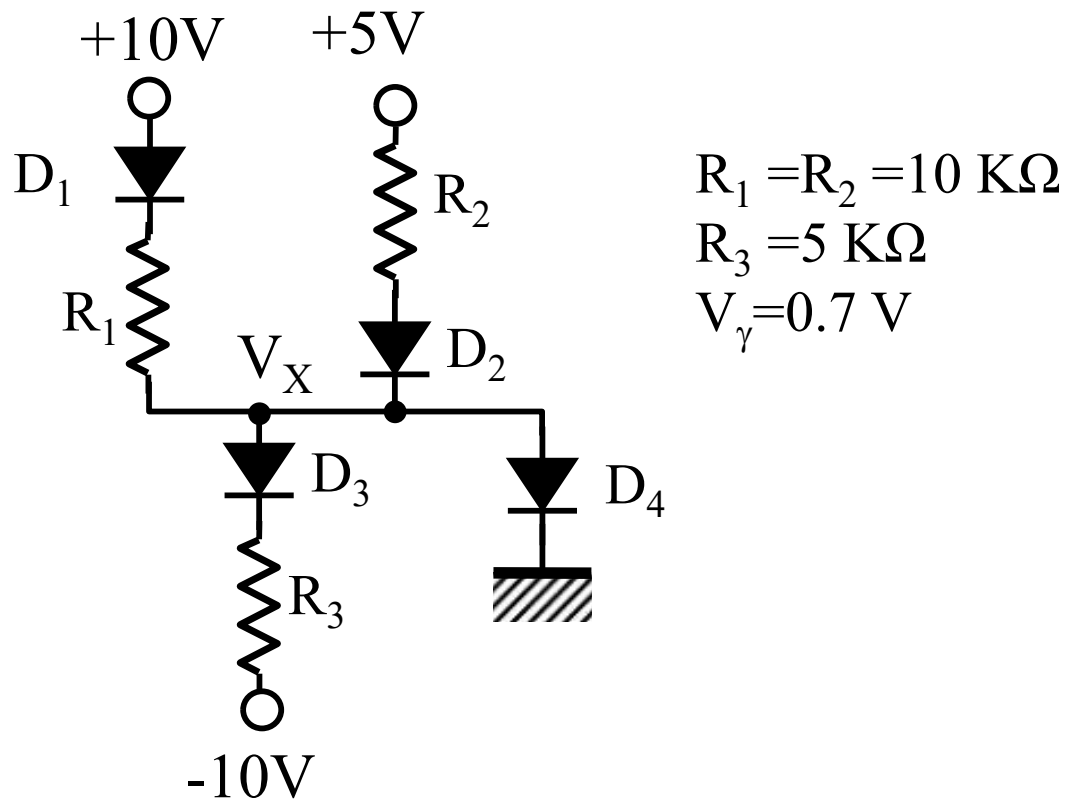 +10V
+5V
D₁
R₂
R₁
D₂
V_X
D₃
D₄
R₃
-10V
R₁ =R₂ =10 KΩ
R₃ =5 KΩ
Vᵧ=0.7 V